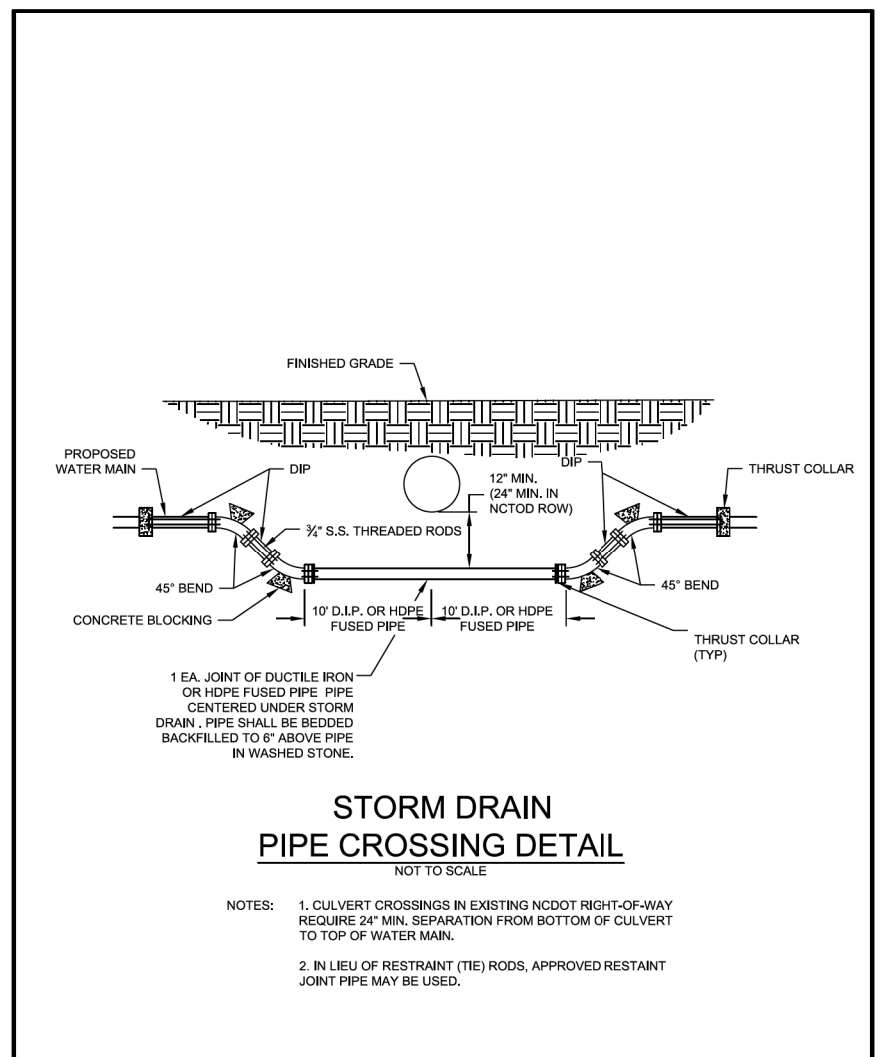 FINISHED GRADE
PROPOSED
WATER MAIN
DIP
¾" S.S. THREADED RODS
12" MIN.
(24" MIN. IN
NCTOD ROW)
DIP
THRUST COLLAR
45° BEND
CONCRETE BLOCKING
10' D.I.P. OR HDPE
FUSED PIPE
10' D.I.P. OR HDPE
FUSED PIPE
45° BEND
THRUST COLLAR
(TYP)
1 EA. JOINT OF DUCTILE IRON
OR HDPE FUSED PIPE PIPE
CENTERED UNDER STORM
DRAIN . PIPE SHALL BE BEDDED
BACKFILLED TO 6" ABOVE PIPE
IN WASHED STONE.
STORM DRAIN
PIPE CROSSING DETAIL
NOT TO SCALE
NOTES: 1. CULVERT CROSSINGS IN EXISTING NCDOT RIGHT-OF-WAY
REQUIRE 24" MIN. SEPARATION FROM BOTTOM OF CULVERT
TO TOP OF WATER MAIN.
2. IN LIEU OF RESTRAINT (TIE) RODS, APPROVED RESTAINT
JOINT PIPE MAY BE USED.